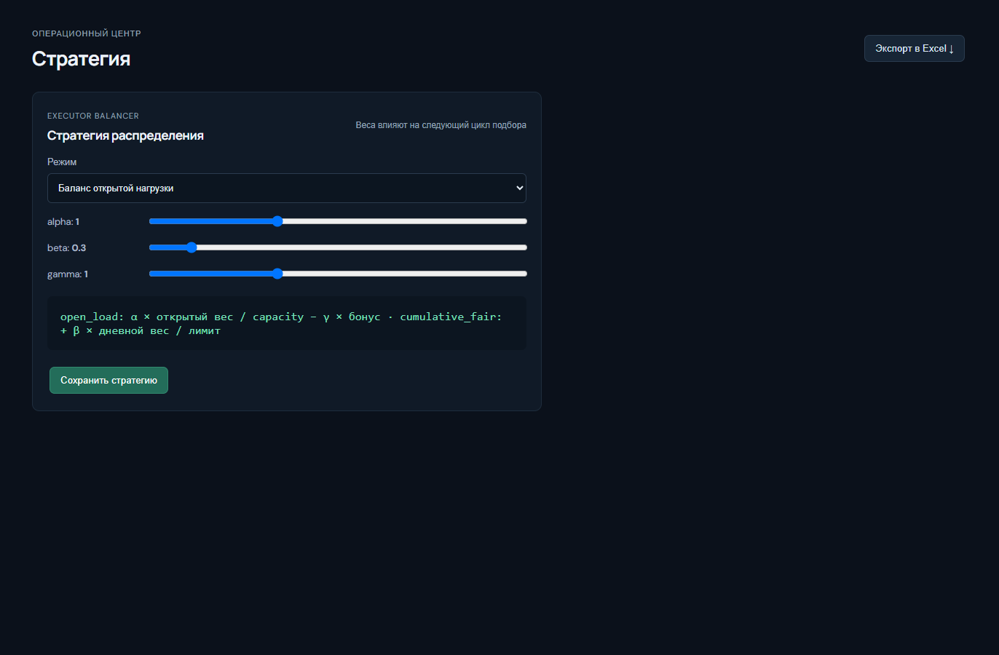 ОПЕРАЦИОННЫЙ ЦЕНТР
Стратегия
Экспорт в Excel ↓
EXECUTOR BALANCER
Стратегия распределения
Веса влияют на следующий цикл подбора
Режим
Баланс открытой нагрузки
alpha: 1
beta: 0.3
gamma: 1
open_load: α × открытый вес / capacity − γ × бонус · cumulative_fair:
+ β × дневной вес / лимит
Сохранить стратегию